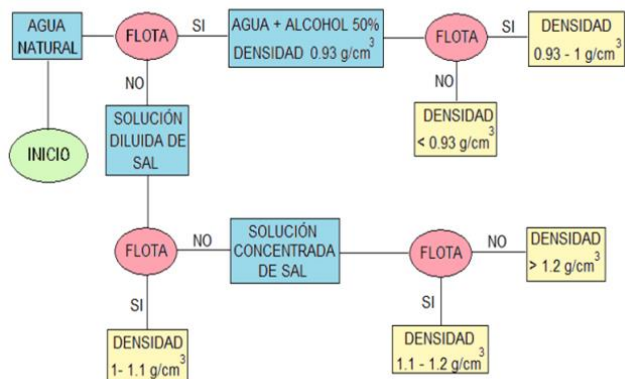 AGUA
NATURAL
FLOTA
SI
AGUA + ALCOHOL 50%
DENSIDAD 0.93 g/cm³
FLOTA
SI
DENSIDAD
0.93 - 1 g/cm³
NO
NO
INICIO
SOLUCIÓN
DILUIDA DE
SAL
DENSIDAD
< 0.93 g/cm³
FLOTA
NO
SOLUCIÓN
CONCENTRADA
DE SAL
FLOTA
NO
DENSIDAD
> 1.2 g/cm³
SI
SI
DENSIDAD
1- 1.1 g/cm³
DENSIDAD
1.1 - 1.2 g/cm³